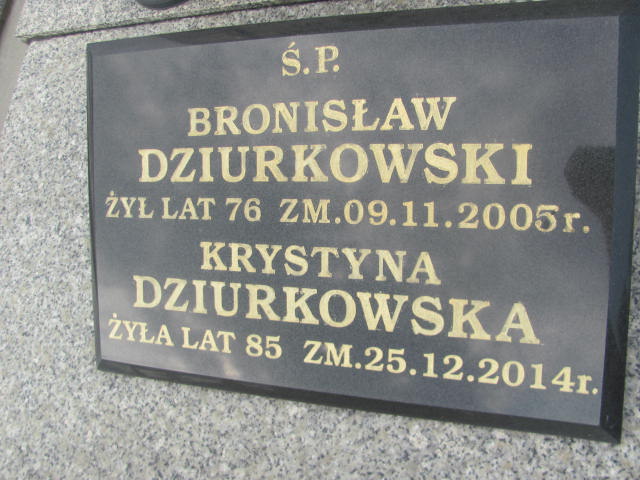 Ś.P.
BRONISŁAW
DZIURKOWSKI
ŻYŁ LAT 76 ZM.09.11.2005r.
KRYSTYNA
DZIURKOWSKA
ŻYŁA LAT 85 ZM.25.12.2014r.